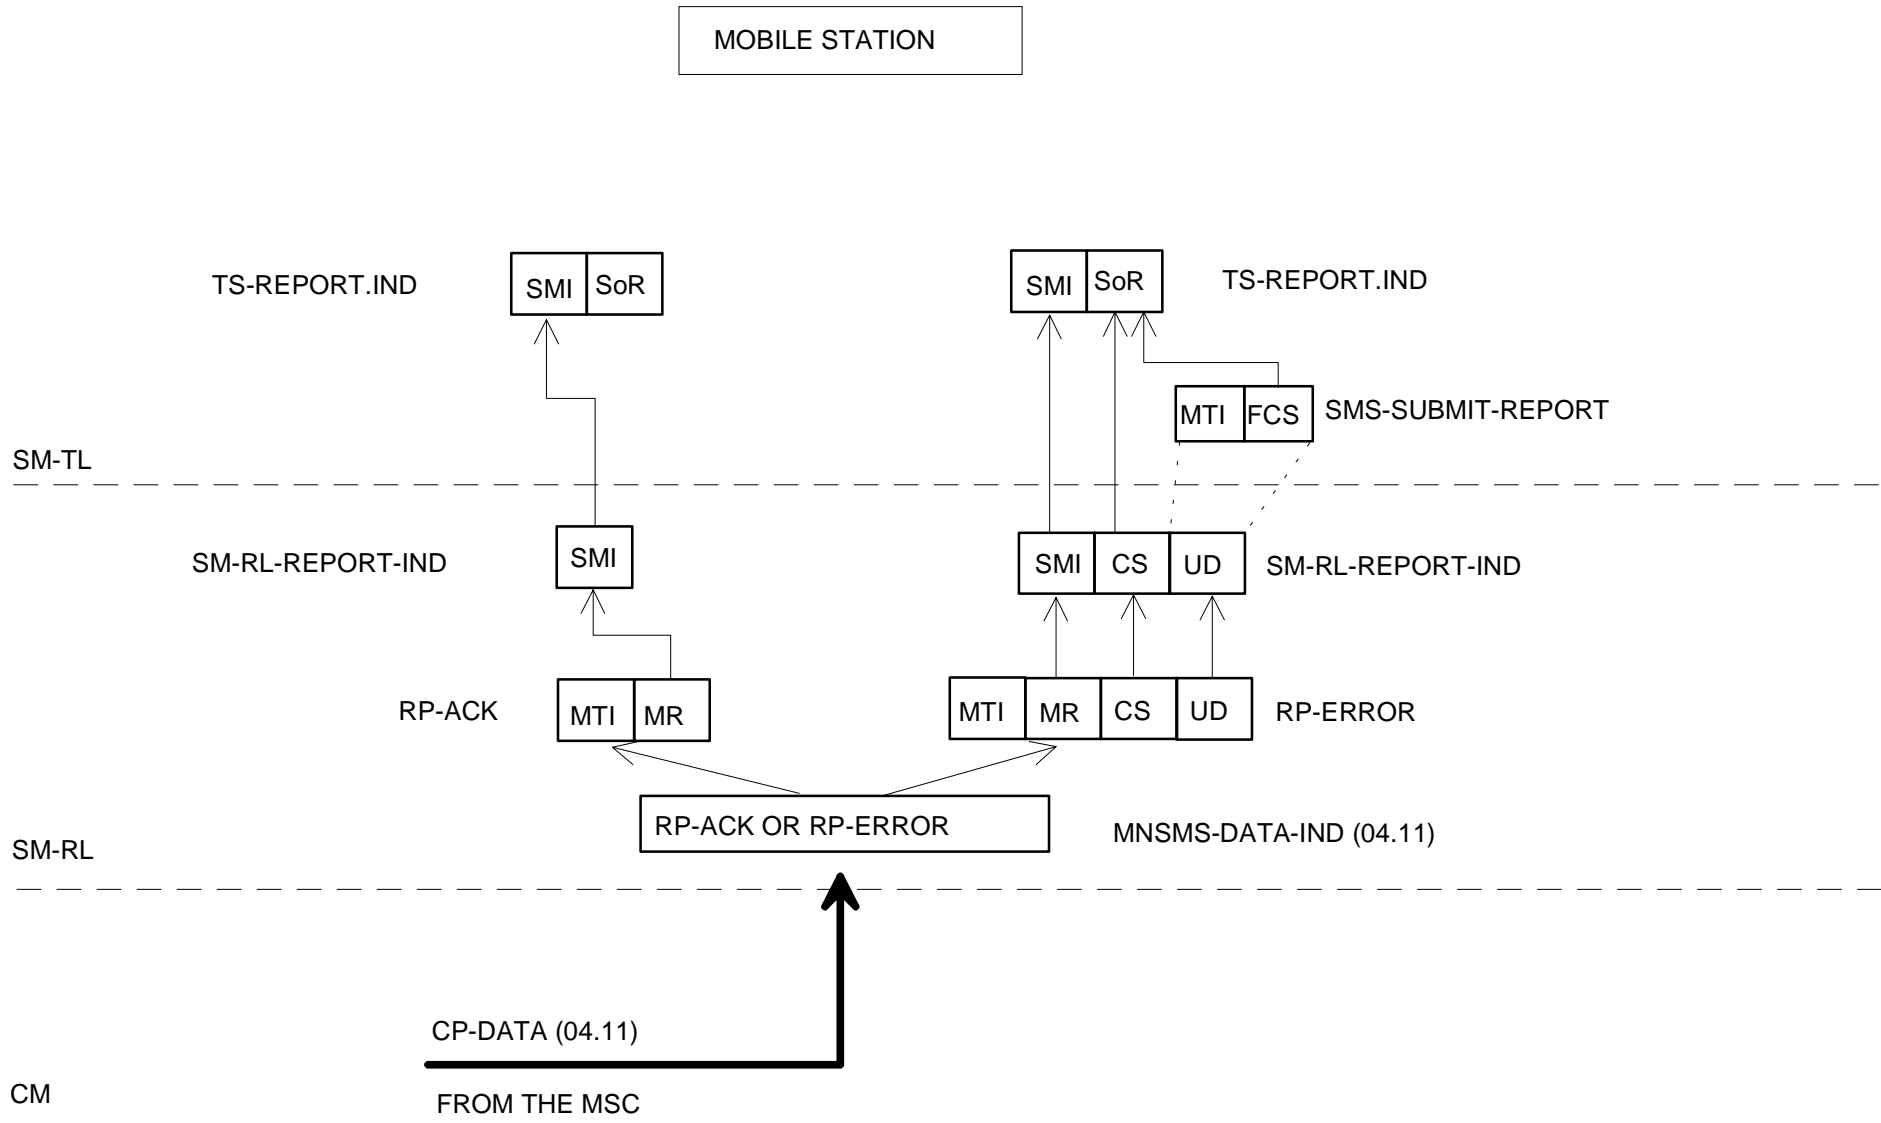 MOBILE STATION
TS-REPORT.IND
SMI SoR
SMI SoR
TS-REPORT.IND
MTI FCS
SMS-SUBMIT-REPORT
SM-TL
SM-RL-REPORT-IND
SMI
SMI CS UD
SM-RL-REPORT-IND
RP-ACK
MTI MR
MTI MR CS UD
RP-ERROR
RP-ACK OR RP-ERROR
MNSMS-DATA-IND (04.11)
SM-RL
CP-DATA (04.11)
CM
FROM THE MSC